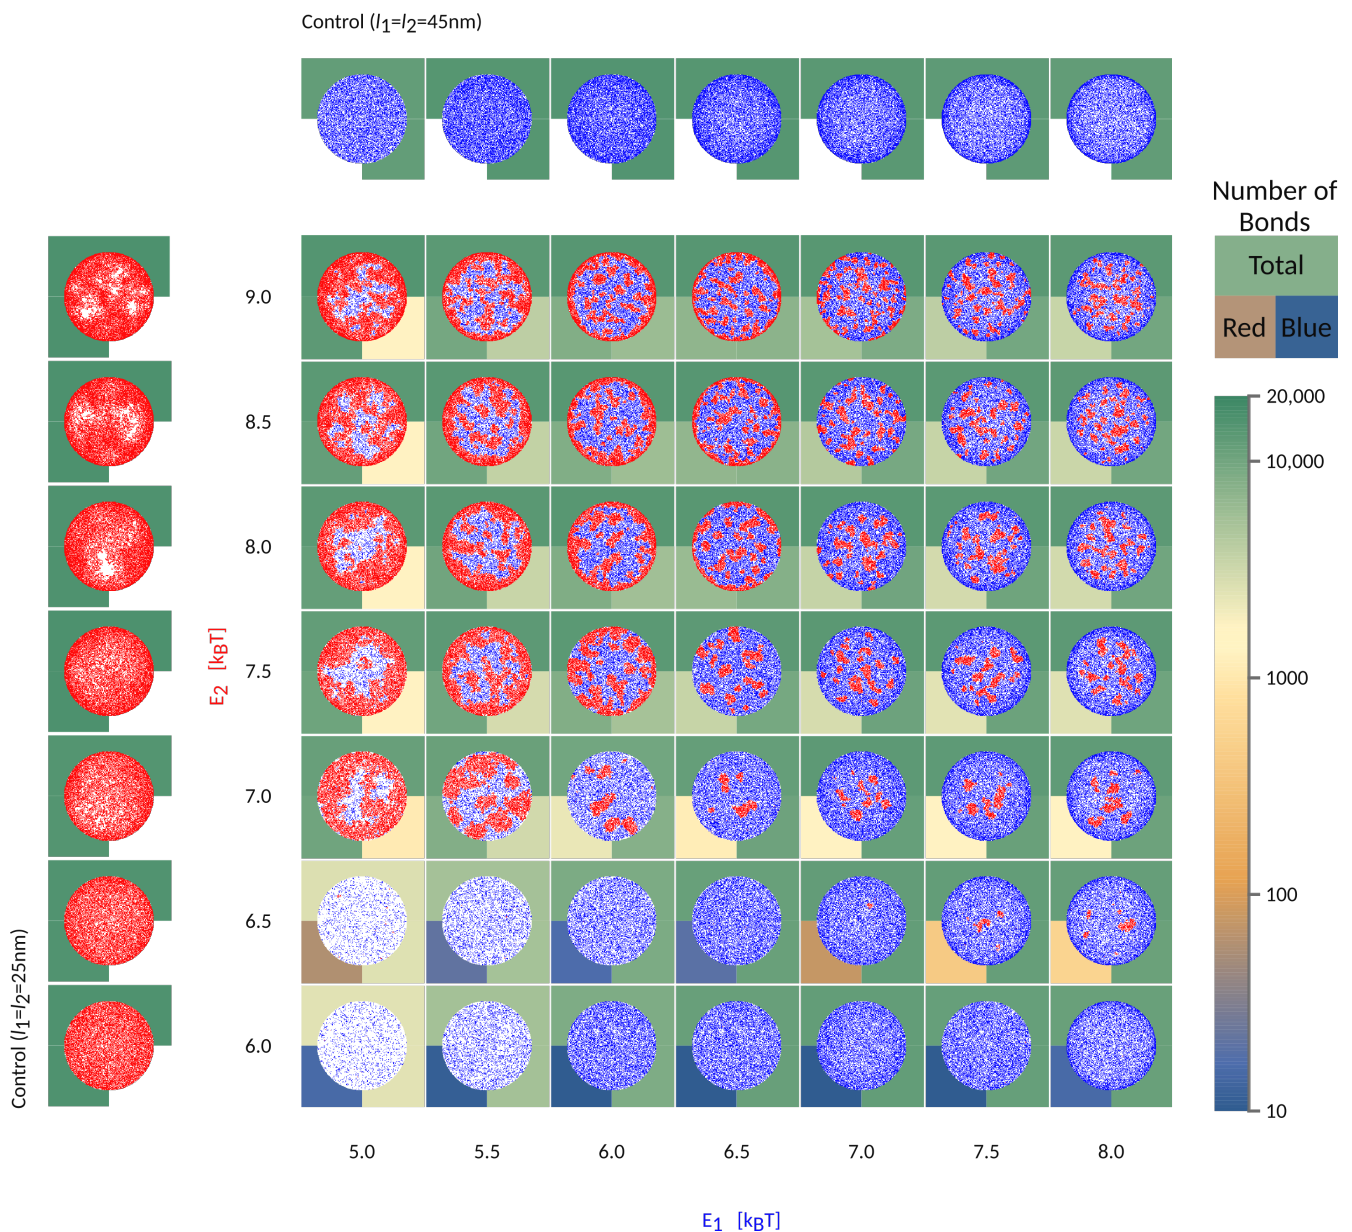 Control (l1=l2=45nm)
Number of
Bonds
Total
Red Blue
9.0
8.5
8.0
7.5
7.0
6.5
6.0
E2 [kBT]
Control (l1=l2=25nm)
20,000
10,000
1000
100
10
5.0 5.5 6.0 6.5 7.0 7.5 8.0
E1 [kBT]